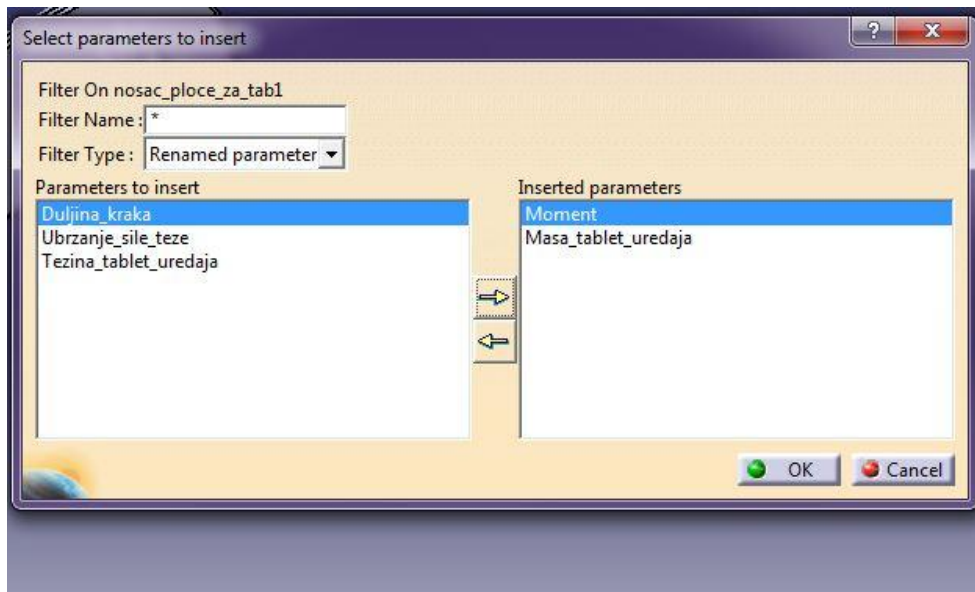 Select parameters to insert
?
X
Filter On nosac_ploce_za_tab1
Filter Name : *
Filter Type : Renamed parameter
Parameters to insert
Inserted parameters
Duljina_kraka
Moment
Ubrzanje_sile_teze
Masa_tablet_uredaja
Tezina_tablet_uredaja
OK
Cancel